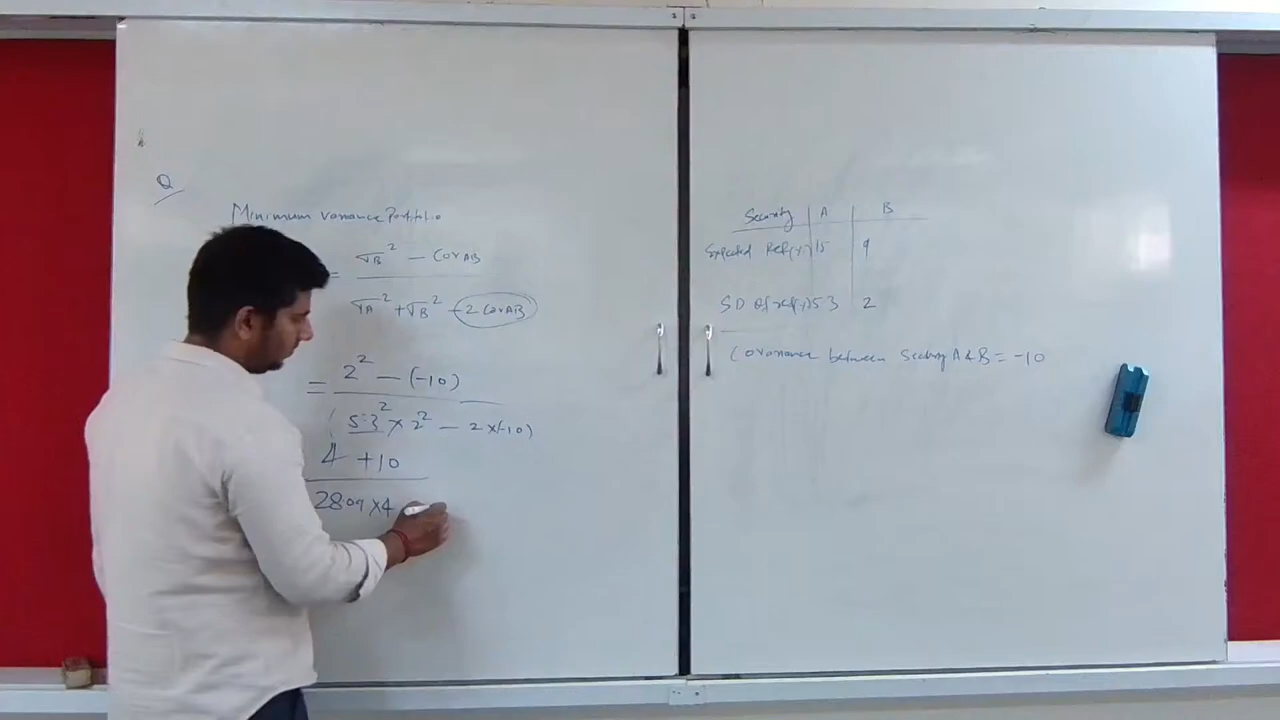 Q
Minimum variance Portfolio
= σB² − CovAB
σA² + σB² − 2 CovAB
= 2² − (−10)
(5.3² × 2² − 2×(−10)
4 + 10
28.09 × 4
Security A B
Expected Ret(%) 15 9
SD of ret(%) 5.3 2
Covariance between Security A & B = −10